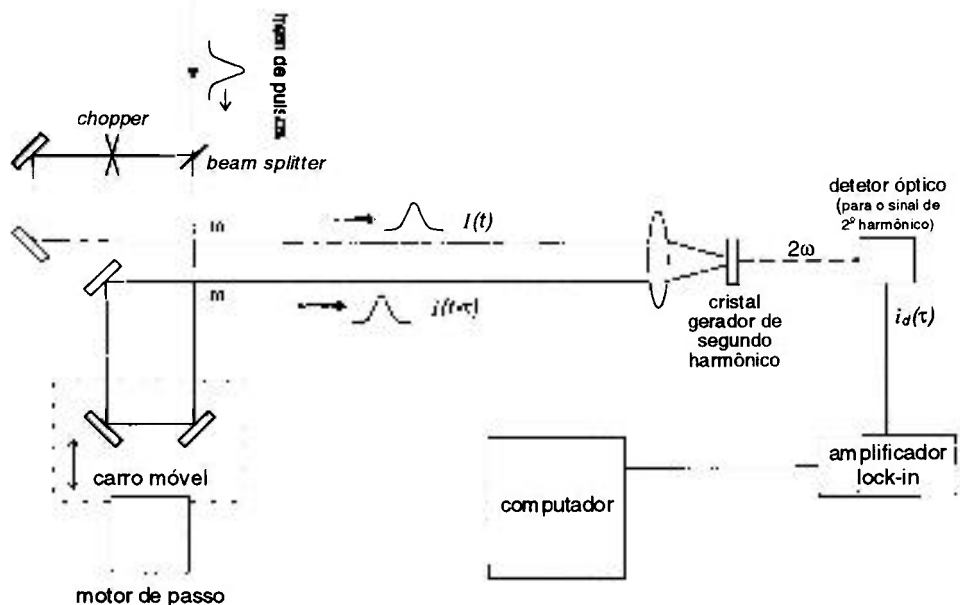 trem de pulsos
chopper
beam splitter
detetor óptico
(para o sinal de
2º harmônico)
I(t)
2ω
m
m
I(t-τ)
cristal
gerador de
segundo
harmônico
i_d(τ)
carro móvel
amplificador
lock-in
computador
motor de passo